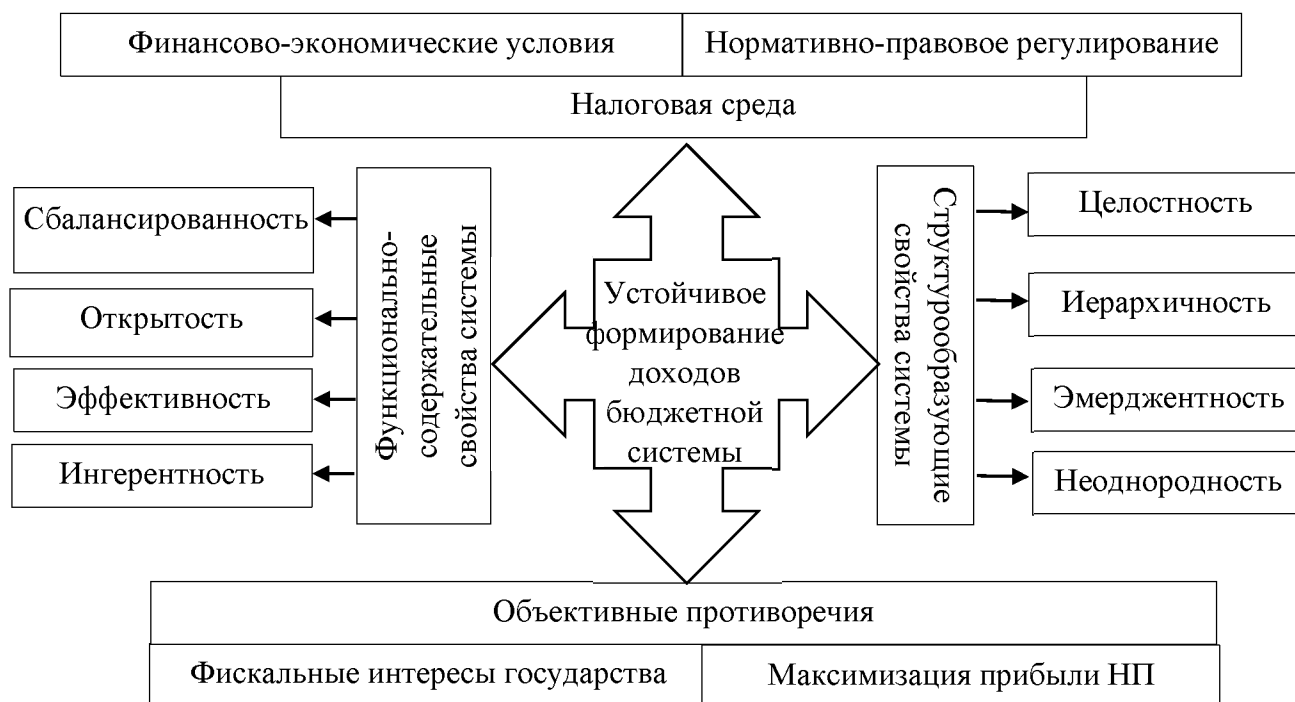 Финансово-экономические условия
Нормативно-правовое регулирование
Налоговая среда
Сбалансированность
Открытость
Эффективность
Ингерентность
Функционально-
содержательные
свойства системы
Устойчивое
формирование
доходов
бюджетной
системы
Структурообразующие
свойства системы
Целостность
Иерархичность
Эмерджентность
Неоднородность
Объективные противоречия
Фискальные интересы государства
Максимизация прибыли НП